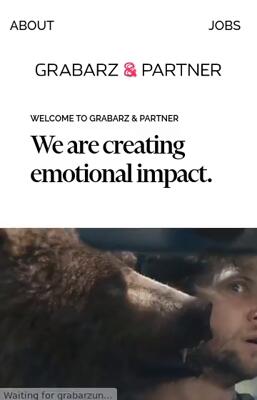 ABOUT JOBS
GRABARZ & PARTNER
WELCOME TO GRABARZ & PARTNER
We are creating
emotional impact.
Waiting for grabarzun...